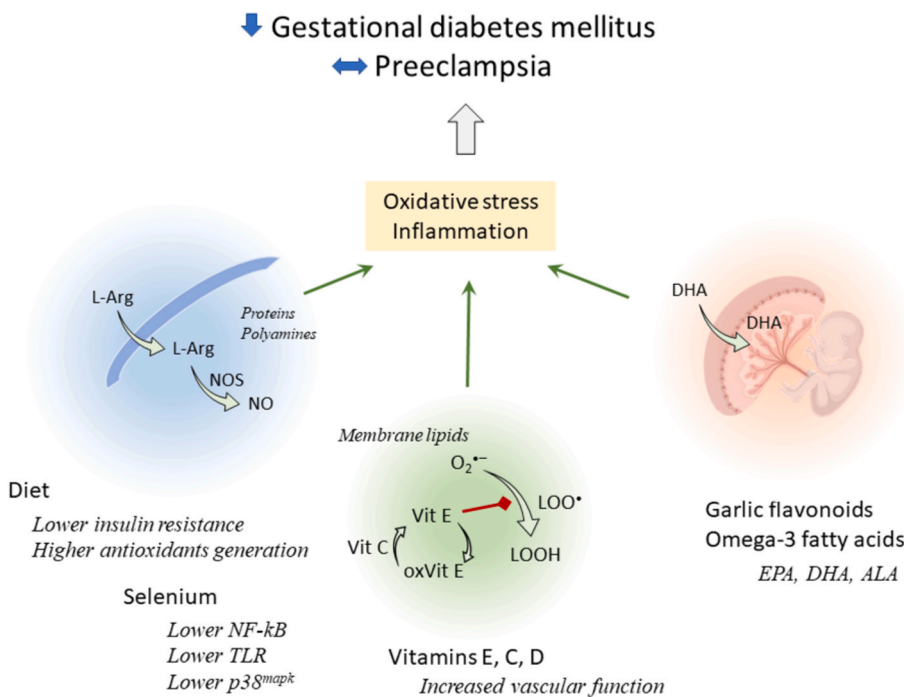 Gestational diabetes mellitus
Preeclampsia
Oxidative stress
Inflammation
L-Arg
L-Arg
NOS
NO
Proteins
Polyamines
DHA
DHA
Membrane lipids
O₂•−
LOO•
Vit E
Vit C
oxVit E
LOOH
Diet
Lower insulin resistance
Higher antioxidants generation
Selenium
Lower NF-kB
Lower TLR
Lower p38ᵐᵃᵖᵏ
Vitamins E, C, D
Increased vascular function
Garlic flavonoids
Omega-3 fatty acids
EPA, DHA, ALA